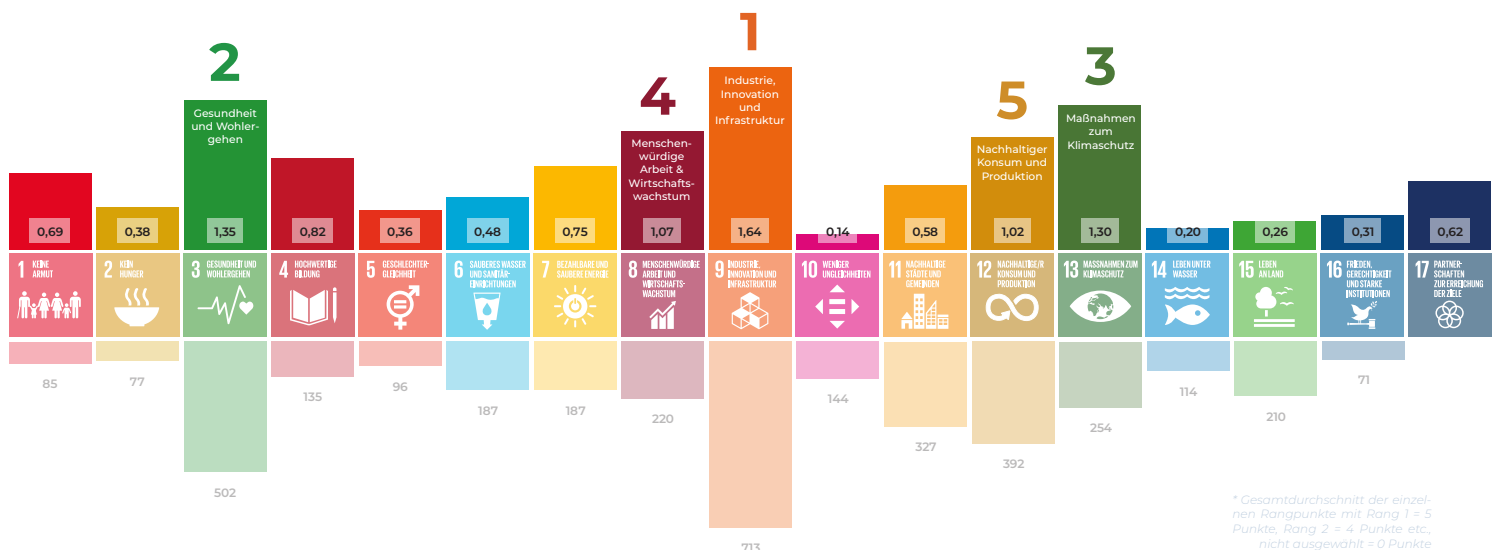 1
2
3
4
5
Gesundheit
und Wohler-
gehen
Menschen-
würdige
Arbeit &
Wirtschafts-
wachstum
Industrie,
Innovation
und
Infrastruktur
Nachhaltiger
Konsum und
Produktion
Maßnahmen
zum
Klimaschutz
0,69
0,38
1,35
0,82
0,36
0,48
0,75
1,07
1,64
0,14
0,58
1,02
1,30
0,20
0,26
0,31
0,62
1 KEINE
ARMUT
2 KEIN
HUNGER
3 GESUNDHEIT UND
WOHLERGEHEN
4 HOCHWERTIGE
BILDUNG
5 GESCHLECHTER-
GLEICHHEIT
6 SAUBERES WASSER
UND SANITÄR-
EINRICHTUNGEN
7 BEZAHLBARE UND
SAUBERE ENERGIE
8 MENSCHENWÜRDIGE
ARBEIT UND
WIRTSCHAFTS-
WACHSTUM
9 INDUSTRIE,
INNOVATION UND
INFRASTRUKTUR
10 WENIGER
UNGLEICHHEITEN
11 NACHHALTIGE
STÄDTE UND
GEMEINDEN
12 NACHHALTIGE/R
KONSUM UND
PRODUKTION
13 MASSNAHMEN ZUM
KLIMASCHUTZ
14 LEBEN UNTER
WASSER
15 LEBEN
AN LAND
16 FRIEDEN,
GERECHTIGKEIT
UND STARKE
INSTITUTIONEN
17 PARTNER-
SCHAFTEN
ZUR ERREICHUNG
DER ZIELE
85
77
502
135
96
187
187
220
713
144
327
392
254
114
210
71
* Gesamtdurchschnitt der einzel-
nen Rangpunkte mit Rang 1 = 5
Punkte, Rang 2 = 4 Punkte etc.,
nicht ausgewählt = 0 Punkte